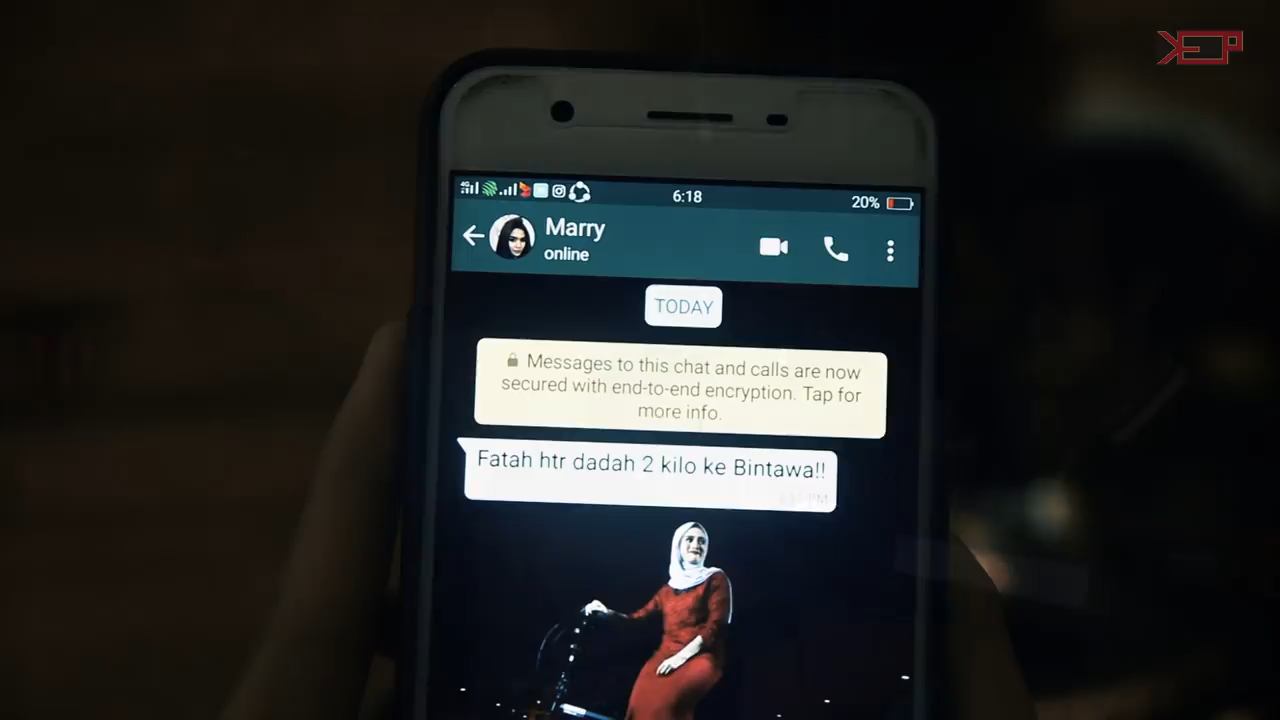 KEP
6:18
20%
Marry
online
TODAY
Messages to this chat and calls are now
secured with end-to-end encryption. Tap for
more info.
Fatah htr dadah 2 kilo ke Bintawa!!